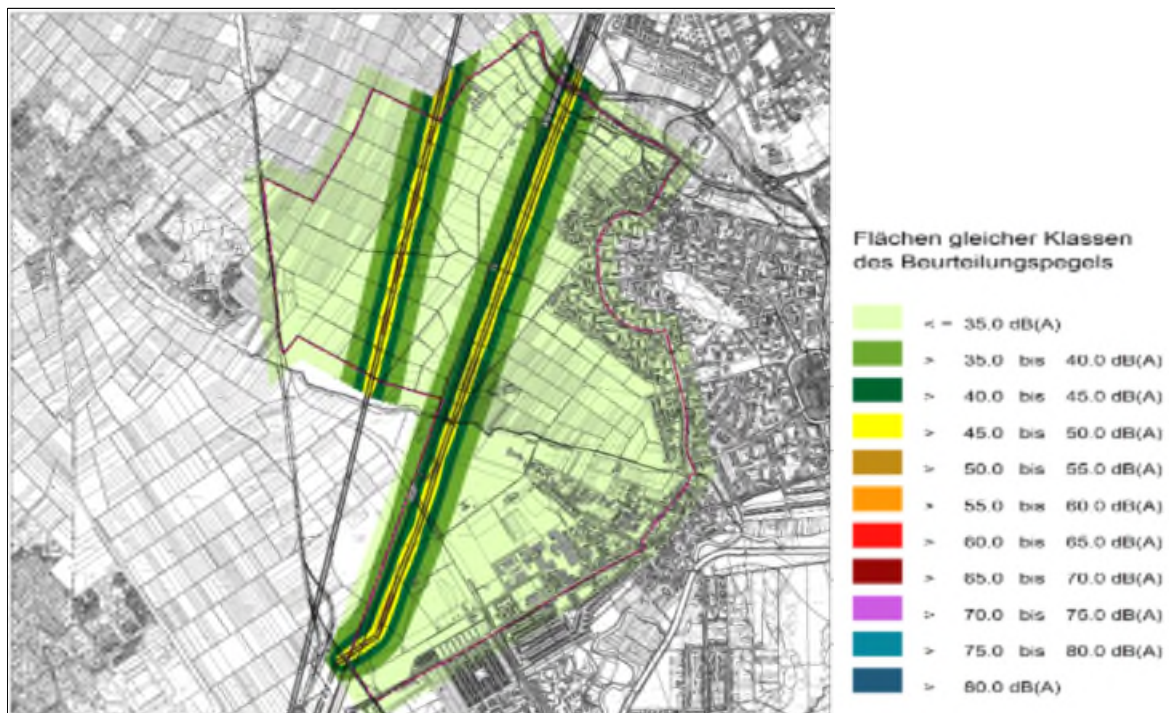 Flächen gleicher Klassen
des Beurteilungspegels
<= 35.0 dB(A)
> 35.0 bis 40.0 dB(A)
> 40.0 bis 45.0 dB(A)
> 45.0 bis 50.0 dB(A)
> 50.0 bis 55.0 dB(A)
> 55.0 bis 60.0 dB(A)
> 60.0 bis 65.0 dB(A)
> 65.0 bis 70.0 dB(A)
> 70.0 bis 75.0 dB(A)
> 75.0 bis 80.0 dB(A)
> 80.0 dB(A)